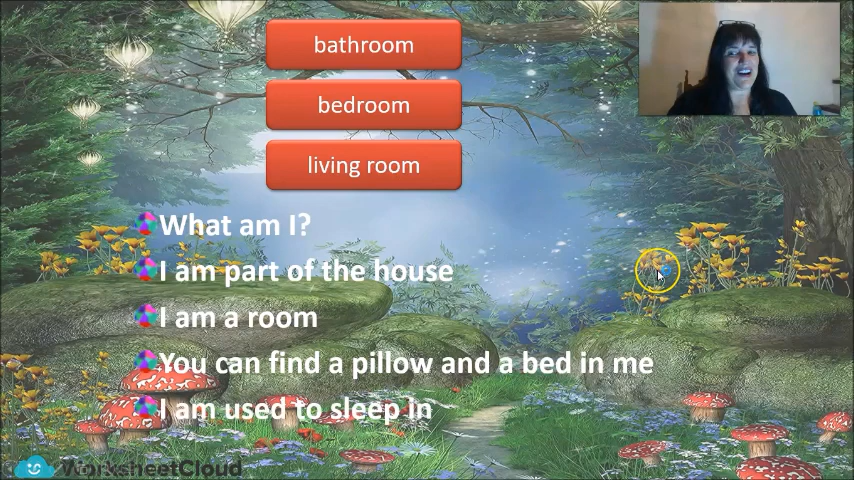 bathroom
bedroom
living room
What am I?
I am part of the house
I am a room
You can find a pillow and a bed in me
I am used to sleep in
WorksheetCloud